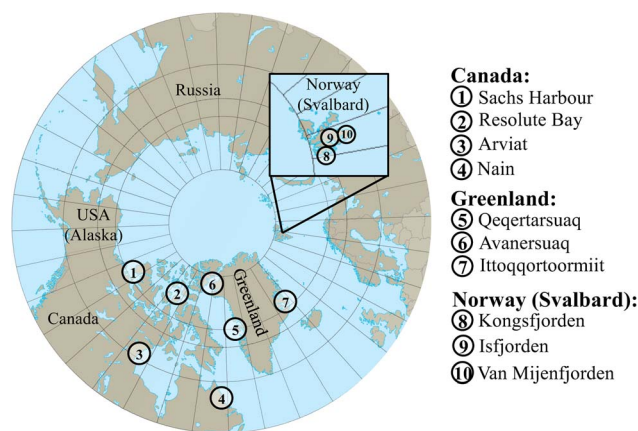 Russia
Norway
(Svalbard)
9
10
8
USA
(Alaska)
1
2
6
Greenland
7
Canada
5
3
4
Canada:
1 Sachs Harbour
2 Resolute Bay
3 Arviat
4 Nain
Greenland:
5 Qeqertarsuaq
6 Avanersuaq
7 Ittoqqortoormiit
Norway (Svalbard):
8 Kongsfjorden
9 Isfjorden
10 Van Mijenfjorden